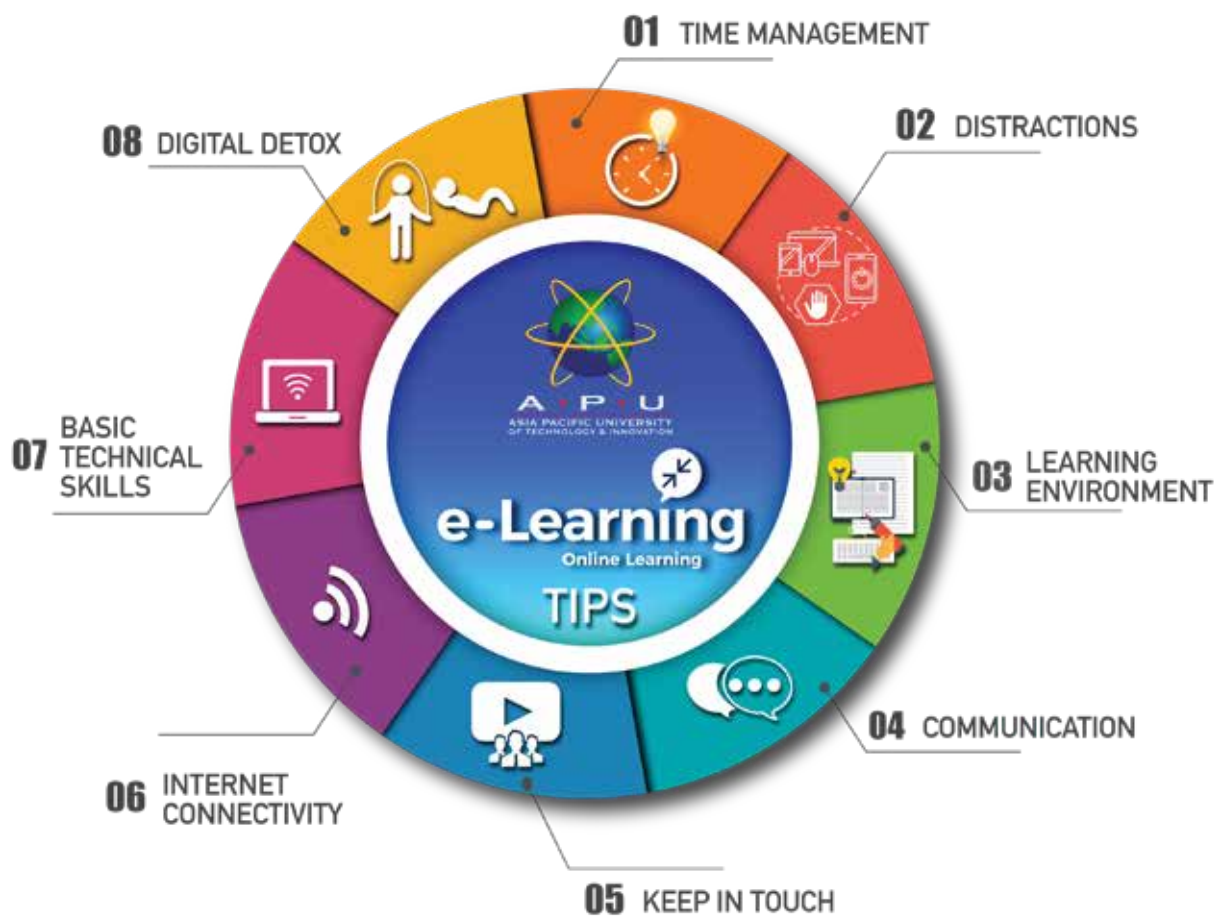 01 TIME MANAGEMENT
02 DISTRACTIONS
03 LEARNING
ENVIRONMENT
04 COMMUNICATION
05 KEEP IN TOUCH
06 INTERNET
CONNECTIVITY
07 BASIC
TECHNICAL
SKILLS
08 DIGITAL DETOX
A • P • U
ASIA PACIFIC UNIVERSITY
OF TECHNOLOGY & INNOVATION
e-Learning
Online Learning
TIPS